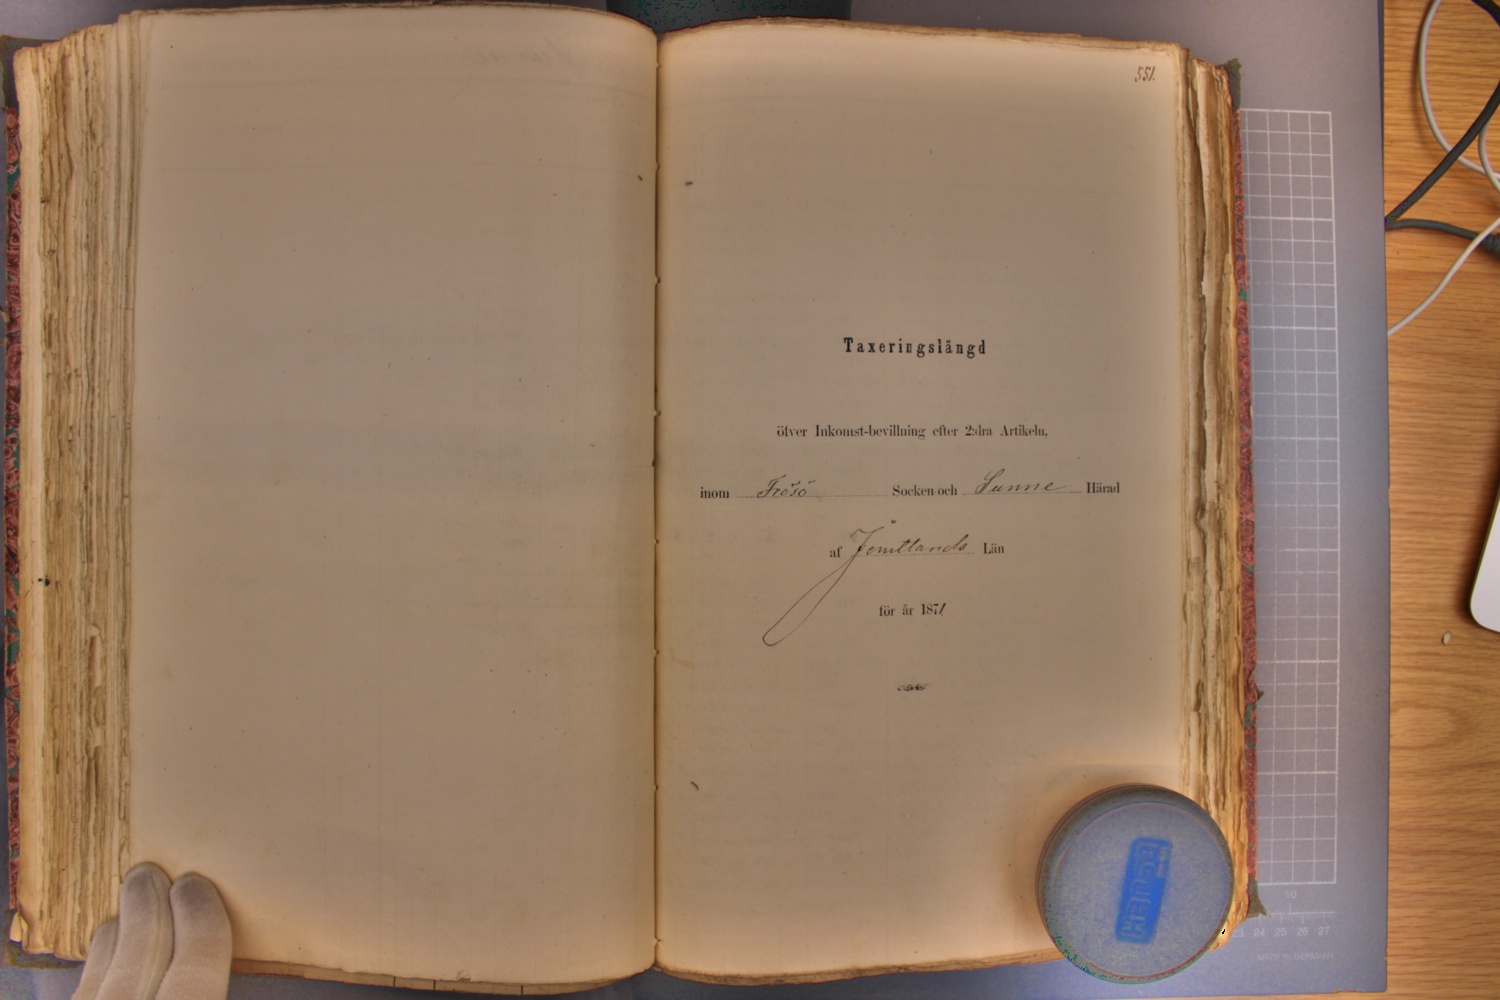 551.
Taxeringslängd
öfver Inkomst-bevillning efter 2:dra Artikeln,
inom Frösö Socken och Sunne Härad
af Jemtlands Län
för år 1871
10
23 24 25 26 27
MADE IN GERMANY